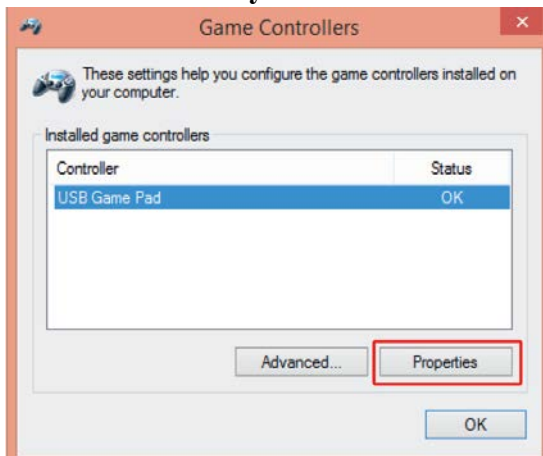 y
Game Controllers
These settings help you configure the game controllers installed on
your computer.
Installed game controllers
Controller Status
USB Game Pad OK
Advanced... Properties
OK